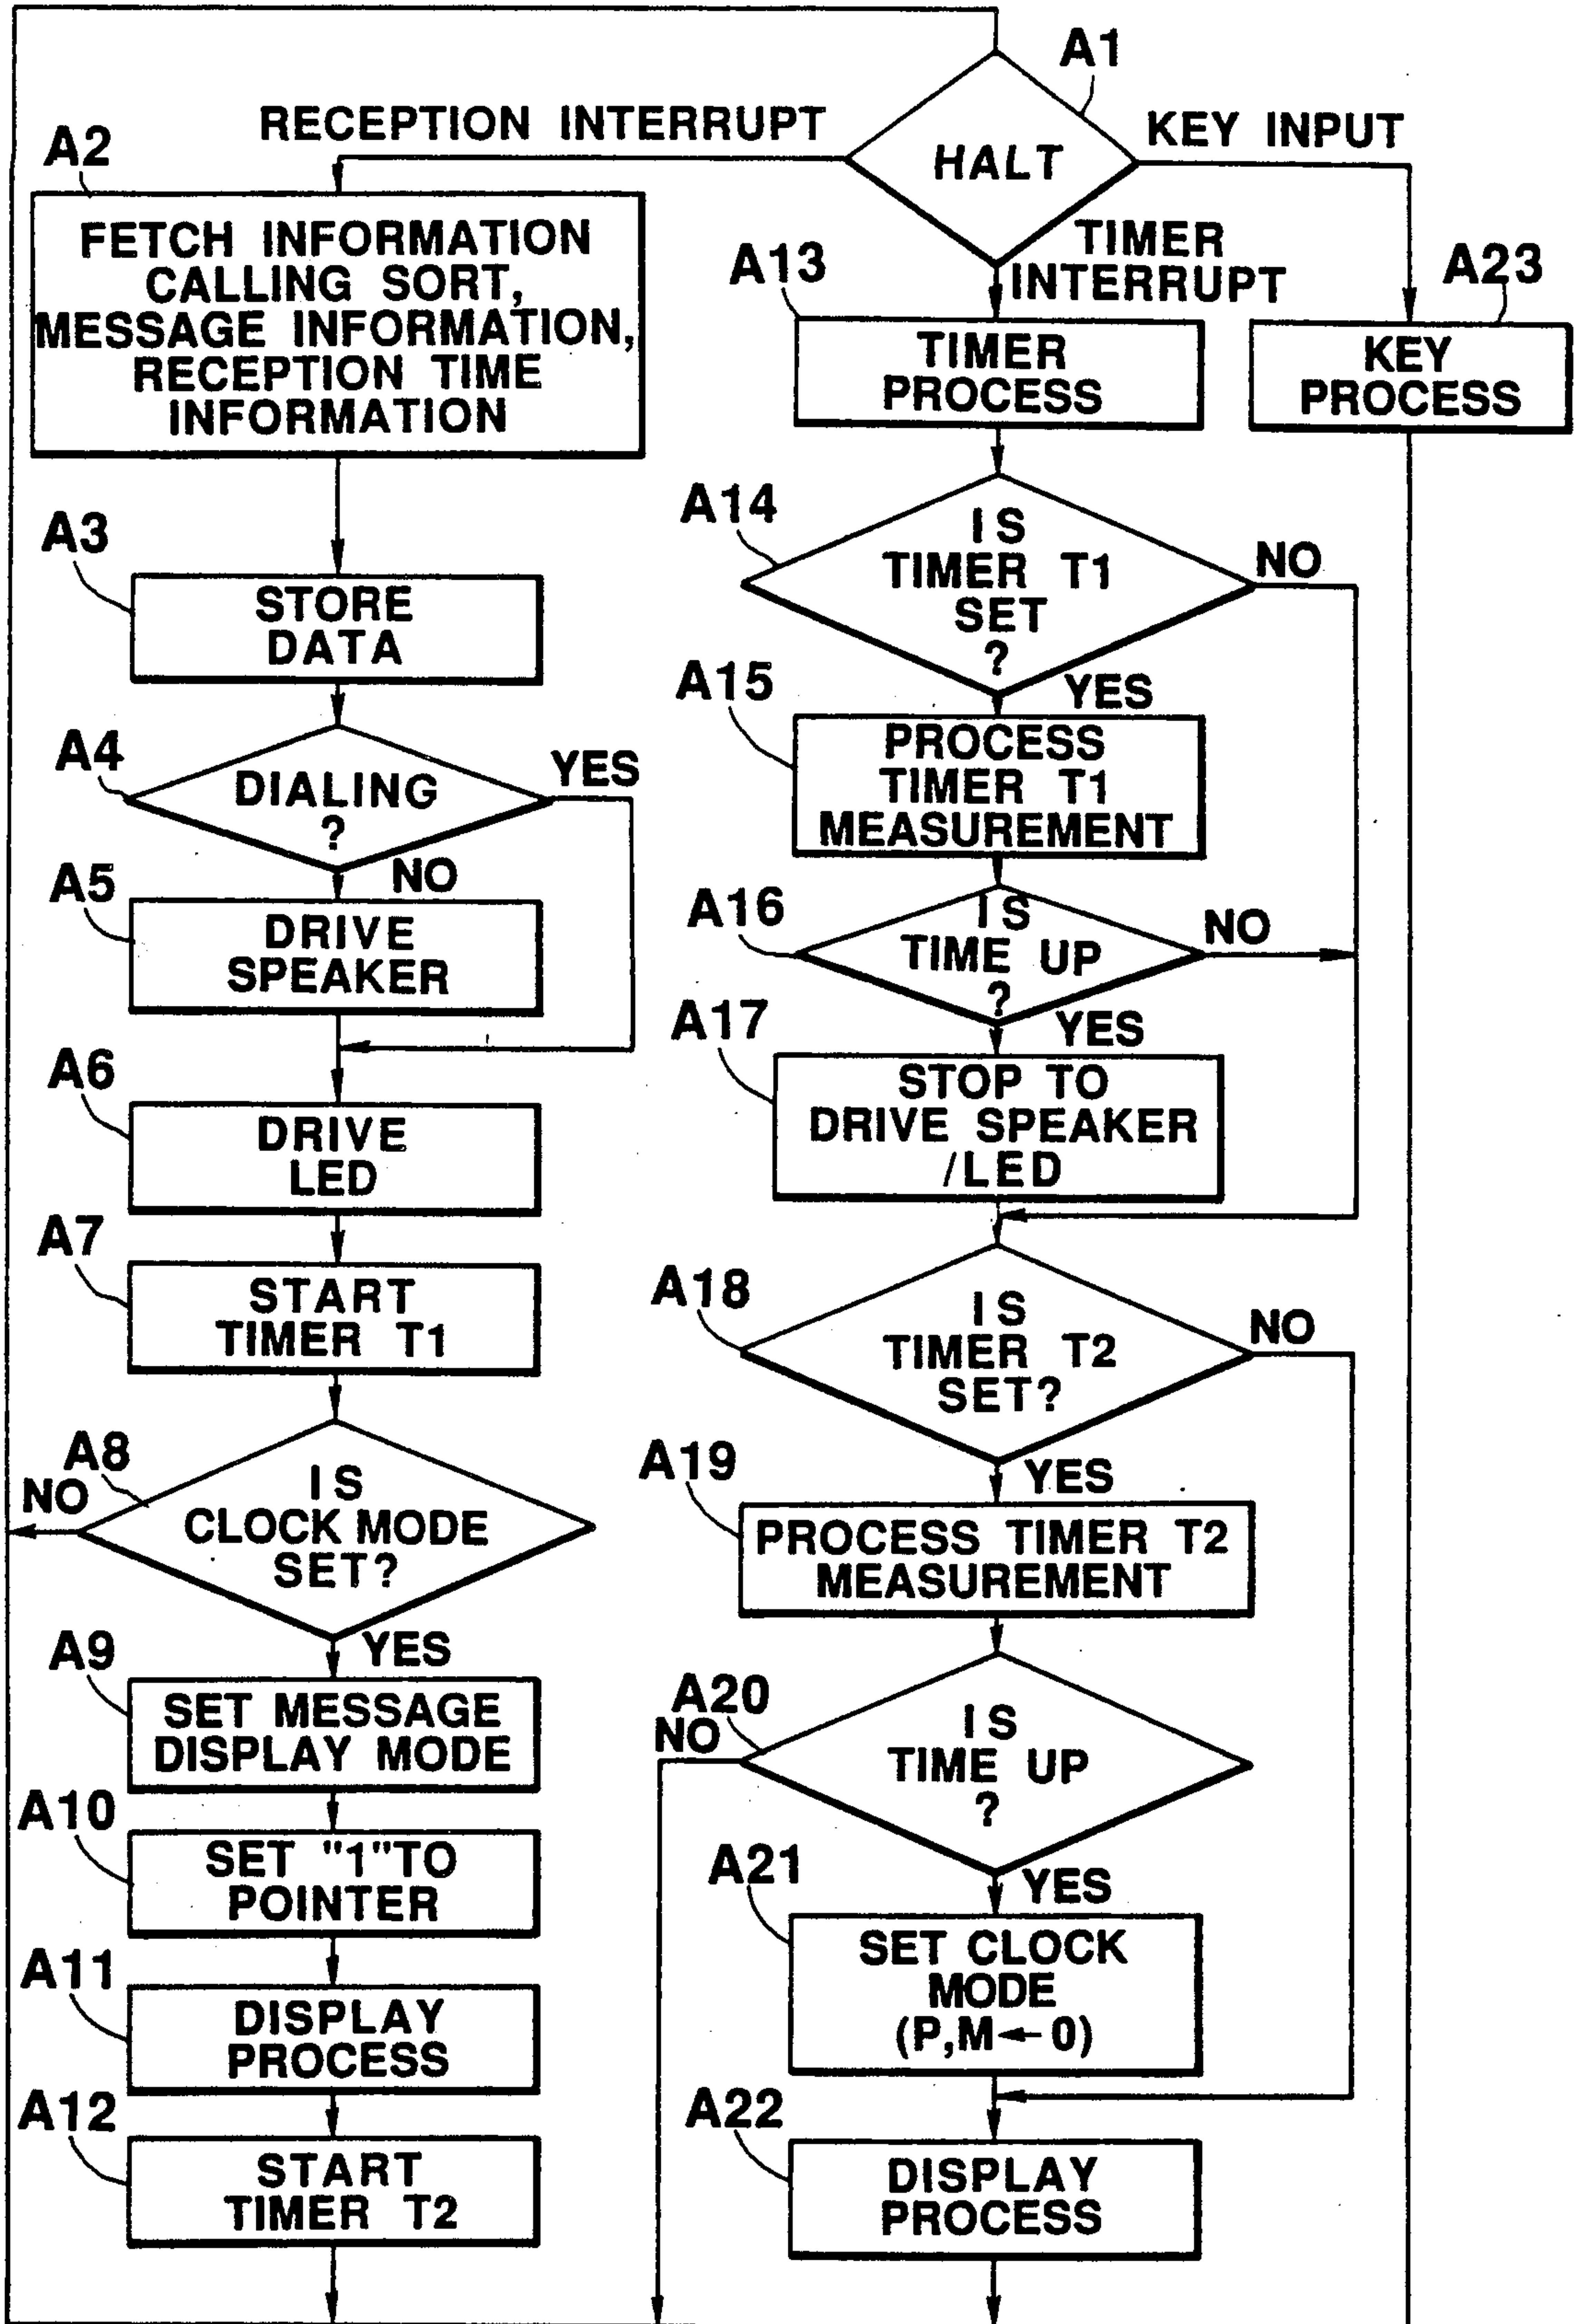 A1
HALT
RECEPTION INTERRUPT
KEY INPUT
TIMER
INTERRUPT
A2
FETCH INFORMATION
CALLING SORT,
MESSAGE INFORMATION,
RECEPTION TIME
INFORMATION
A3
STORE
DATA
A4
DIALING
?
YES
NO
A5
DRIVE
SPEAKER
A6
DRIVE
LED
A7
START
TIMER T1
A8
NO
IS
CLOCK MODE
SET?
YES
A9
SET MESSAGE
DISPLAY MODE
A10
SET "1" TO
POINTER
A11
DISPLAY
PROCESS
A12
START
TIMER T2
A13
TIMER
PROCESS
A14
IS
TIMER T1
SET
?
NO
YES
A15
PROCESS
TIMER T1
MEASUREMENT
A16
IS
TIME UP
?
NO
YES
A17
STOP TO
DRIVE SPEAKER
/LED
A18
IS
TIMER T2
SET?
NO
YES
A19
PROCESS TIMER T2
MEASUREMENT
A20
NO
IS
TIME UP
?
YES
A21
SET CLOCK
MODE
(P,M←0)
A22
DISPLAY
PROCESS
A23
KEY
PROCESS